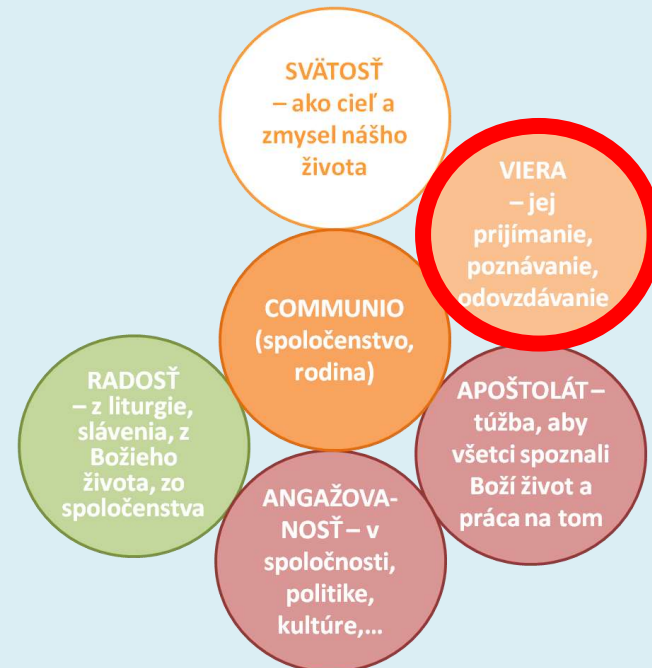 SVÄTOSŤ
– ako cieľ a
zmysel nášho
života
VIERA
– jej
prijímanie,
poznávanie,
odovzdávanie
COMMUNIO
(spoločenstvo,
rodina)
RADOSŤ
– z liturgie,
slávenia, z
Božieho
života, zo
spoločenstva
APOŠTOLÁT –
túžba, aby
všetci spoznali
Boží život a
práca na tom
ANGAŽOVA-
NOSŤ – v
spoločnosti,
politike,
kultúre,...